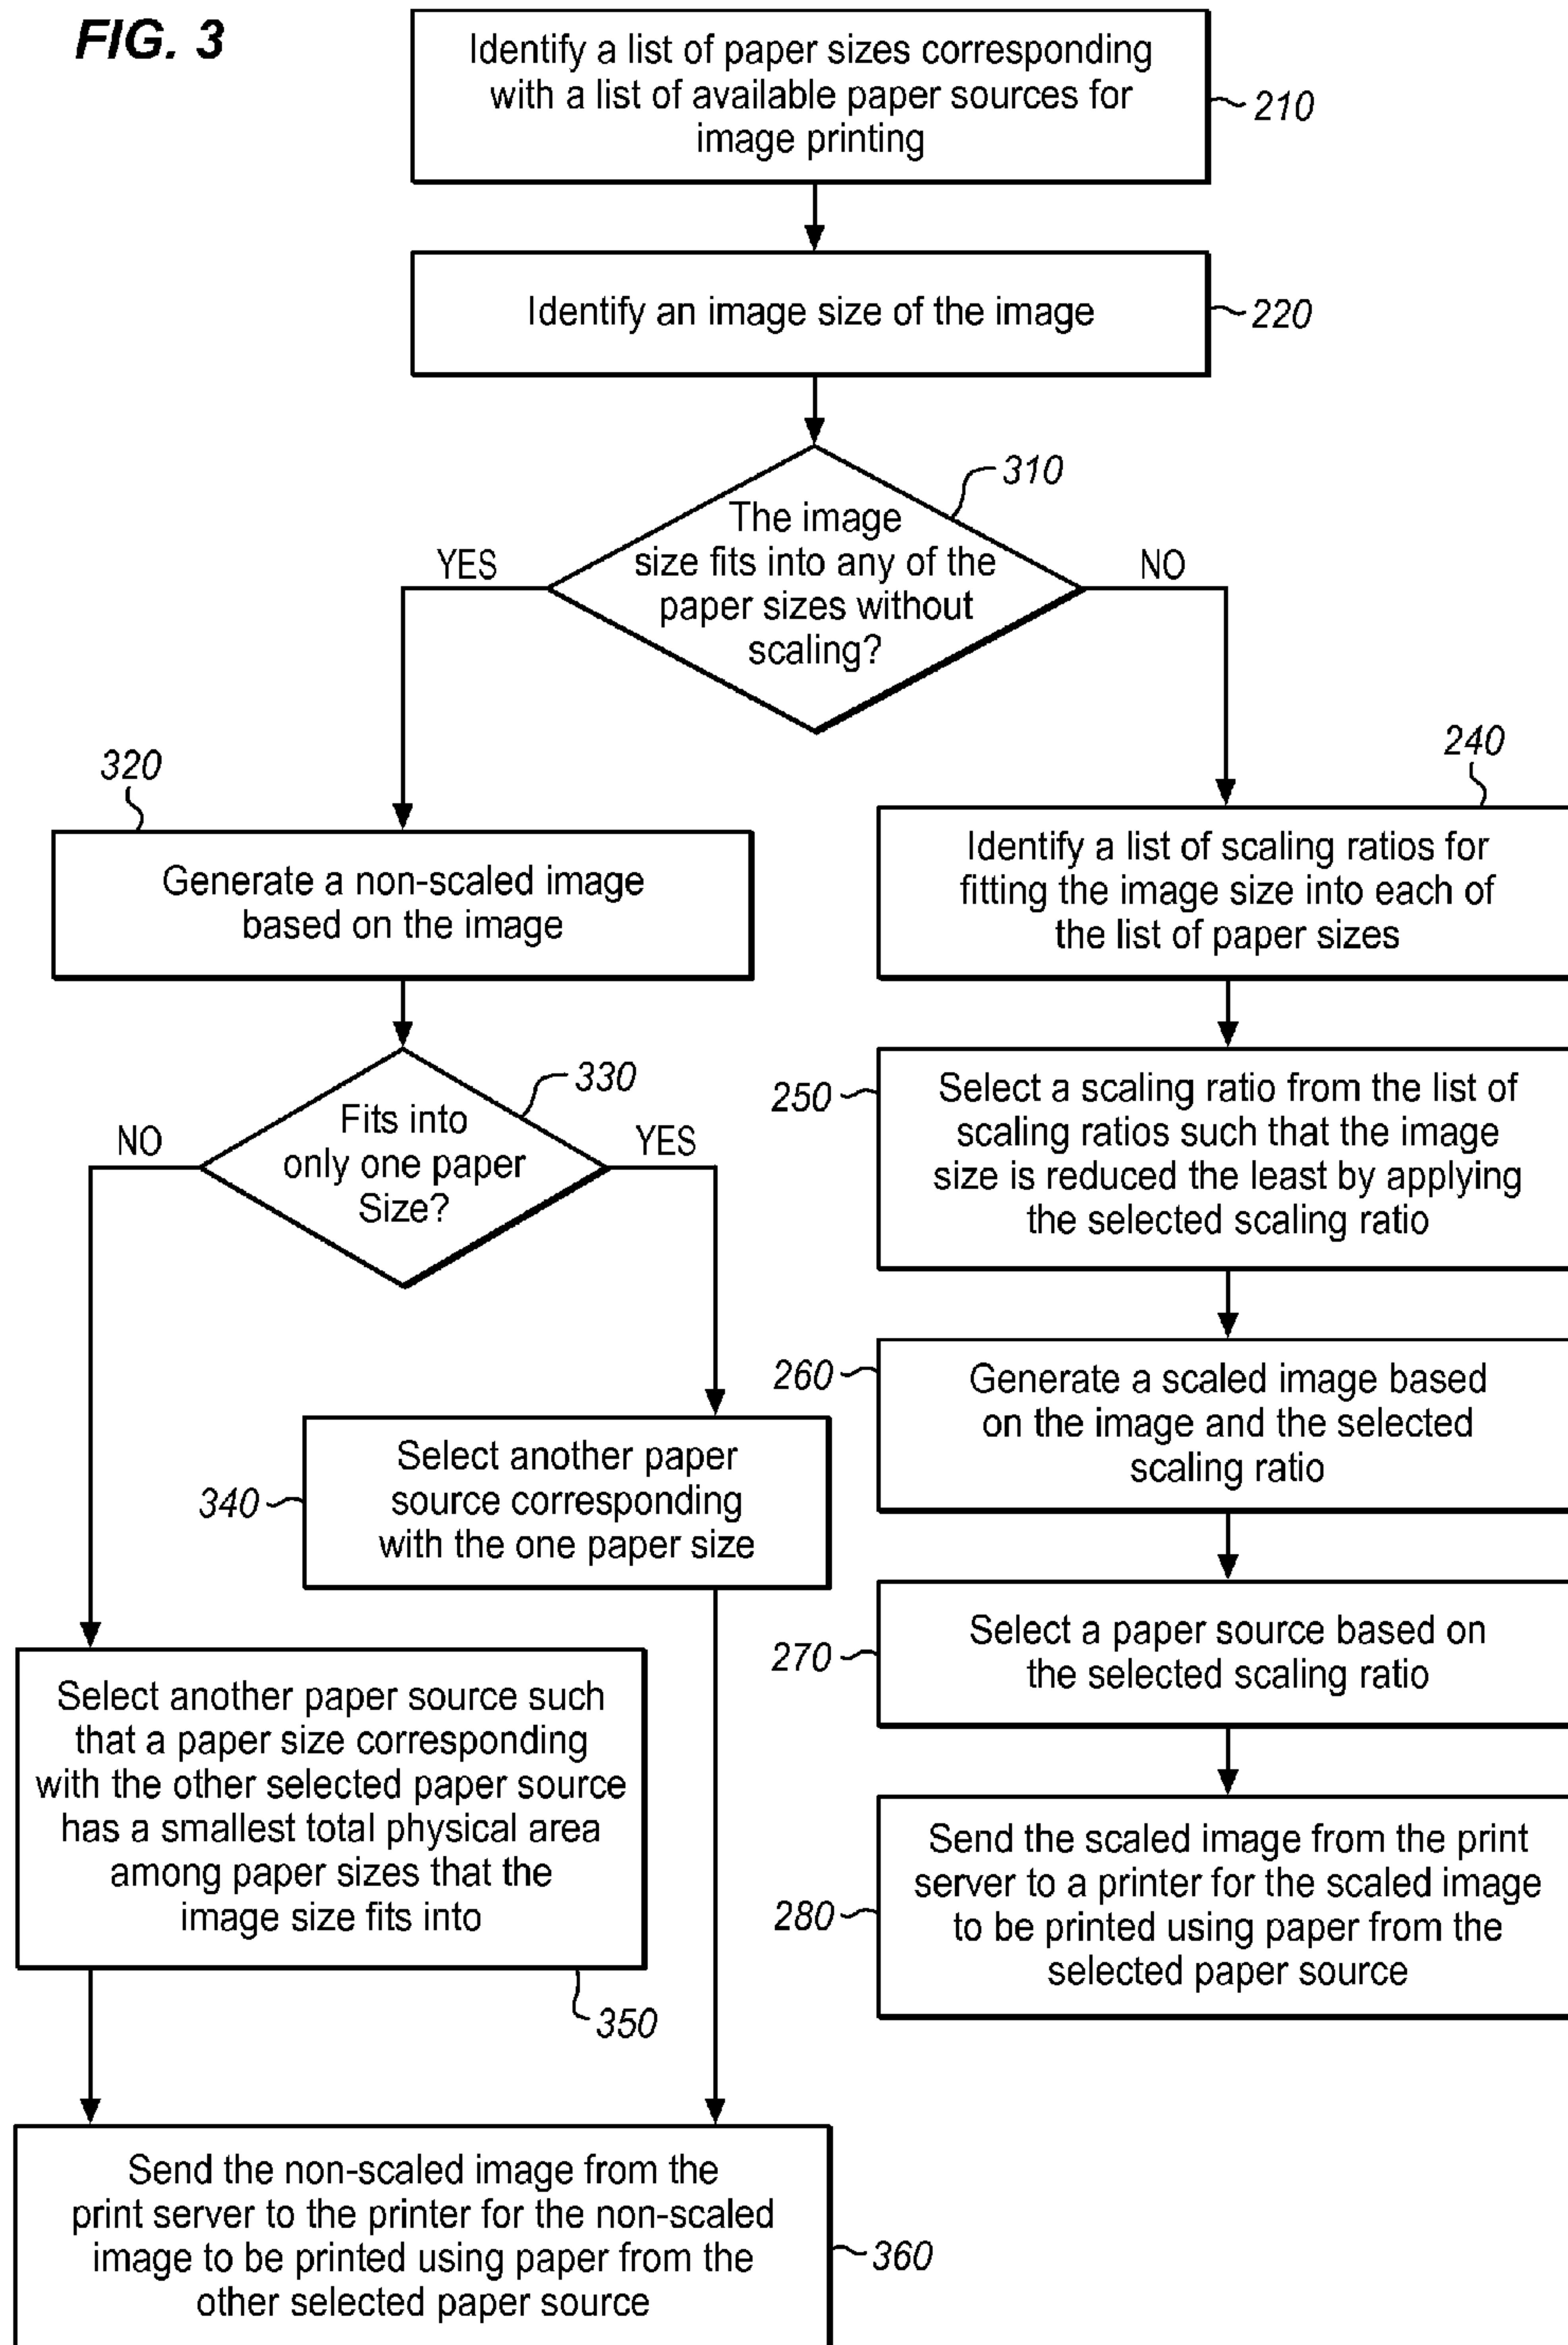 FIG. 3
Identify a list of paper sizes corresponding
with a list of available paper sources for
image printing
210
Identify an image size of the image
220
310
The image
size fits into any of the
paper sizes without
scaling?
YES
NO
320
Generate a non-scaled image
based on the image
240
Identify a list of scaling ratios for
fitting the image size into each of
the list of paper sizes
330
Fits into
only one paper
Size?
NO
YES
250
Select a scaling ratio from the list of
scaling ratios such that the image
size is reduced the least by applying
the selected scaling ratio
340
Select another paper
source corresponding
with the one paper size
260
Generate a scaled image based
on the image and the selected
scaling ratio
270
Select a paper source based on
the selected scaling ratio
Select another paper source such
that a paper size corresponding
with the other selected paper source
has a smallest total physical area
among paper sizes that the
image size fits into
350
280
Send the scaled image from the print
server to a printer for the scaled image
to be printed using paper from the
selected paper source
Send the non-scaled image from the
print server to the printer for the non-scaled
image to be printed using paper from the
other selected paper source
360